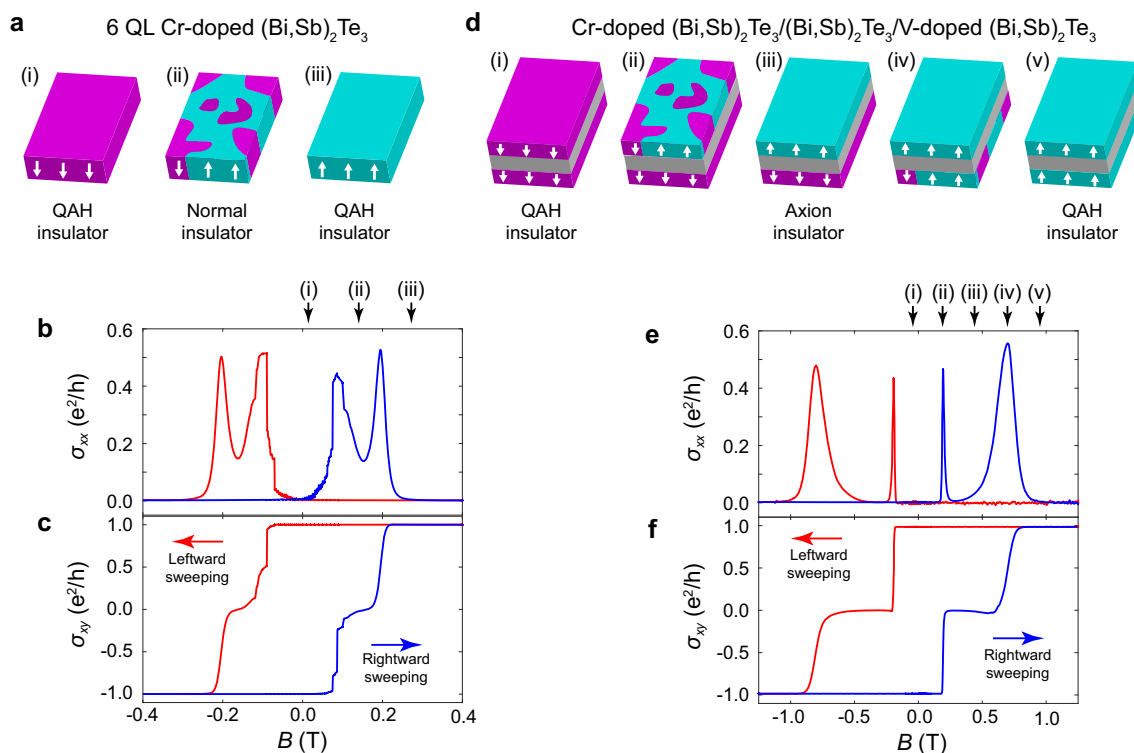 a
6 QL Cr-doped (Bi,Sb)₂Te₃
(i)
(ii)
(iii)
QAH insulator
Normal insulator
QAH insulator
d
Cr-doped (Bi,Sb)₂Te₃/(Bi,Sb)₂Te₃/V-doped (Bi,Sb)₂Te₃
(i)
(ii)
(iii)
(iv)
(v)
QAH
insulator
Axion
insulator
QAH
insulator
(i)
(ii)
(iii)
b
0.6
0.4
0.2
0.0
σxx (e²/h)
c
1.0
0.5
0.0
-0.5
-1.0
σxy (e²/h)
Leftward
sweeping
Rightward
sweeping
-0.4
-0.2
0.0
0.2
0.4
B (T)
(i)
(ii)
(iii)
(iv)
(v)
e
0.6
0.4
0.2
0.0
σxx (e²/h)
f
1.0
0.5
0.0
-0.5
-1.0
σxy (e²/h)
Leftward
sweeping
Rightward
sweeping
-1.0
-0.5
0.0
0.5
1.0
B (T)